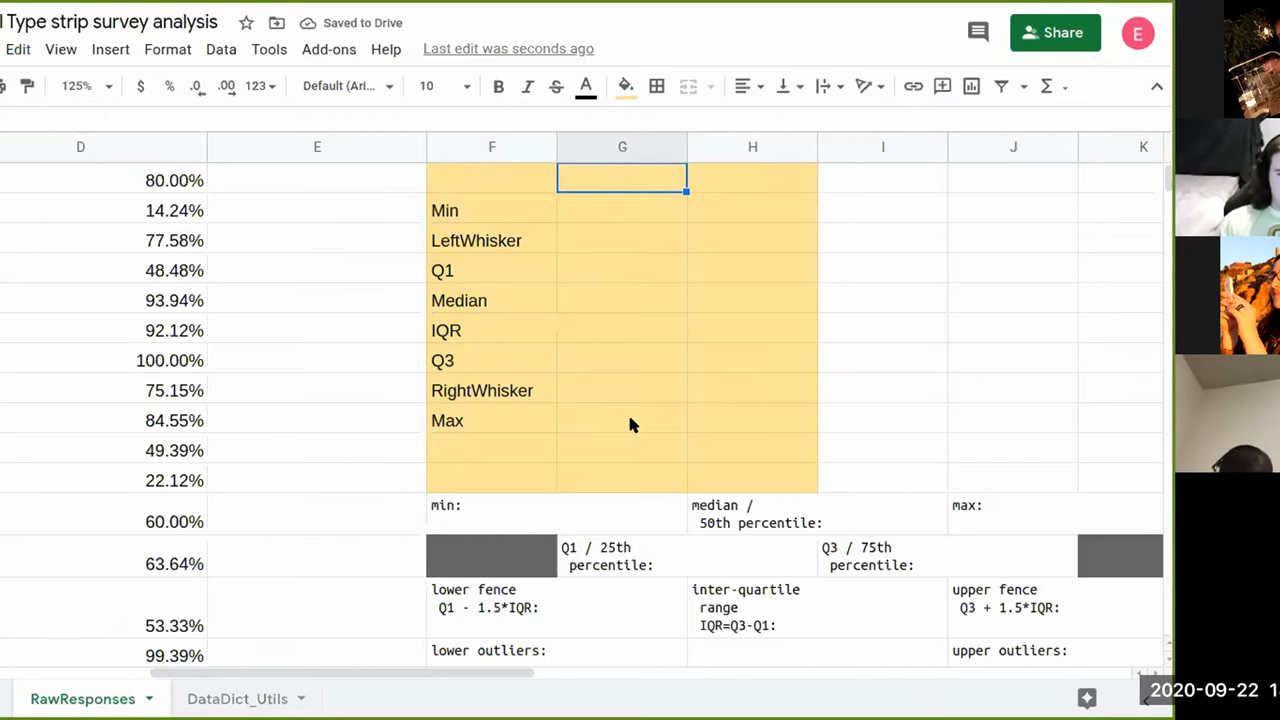 l Type strip survey analysis
Saved to Drive
Edit View Insert Format Data Tools Add-ons Help Last edit was seconds ago
Share
E
125% $ % .0 .00 123 Default (Ari... 10 B I S A Σ
D E F G H I J K
80.00%
14.24% Min
77.58% LeftWhisker
48.48% Q1
93.94% Median
92.12% IQR
100.00% Q3
75.15% RightWhisker
84.55% Max
49.39%
22.12%
60.00% min: median / max:
50th percentile:
63.64% Q1 / 25th Q3 / 75th
percentile: percentile:
lower fence inter-quartile upper fence
Q1 - 1.5*IQR: range Q3 + 1.5*IQR:
53.33% IQR=Q3-Q1:
99.39% lower outliers: upper outliers:
RawResponses DataDict_Utils
2020-09-22